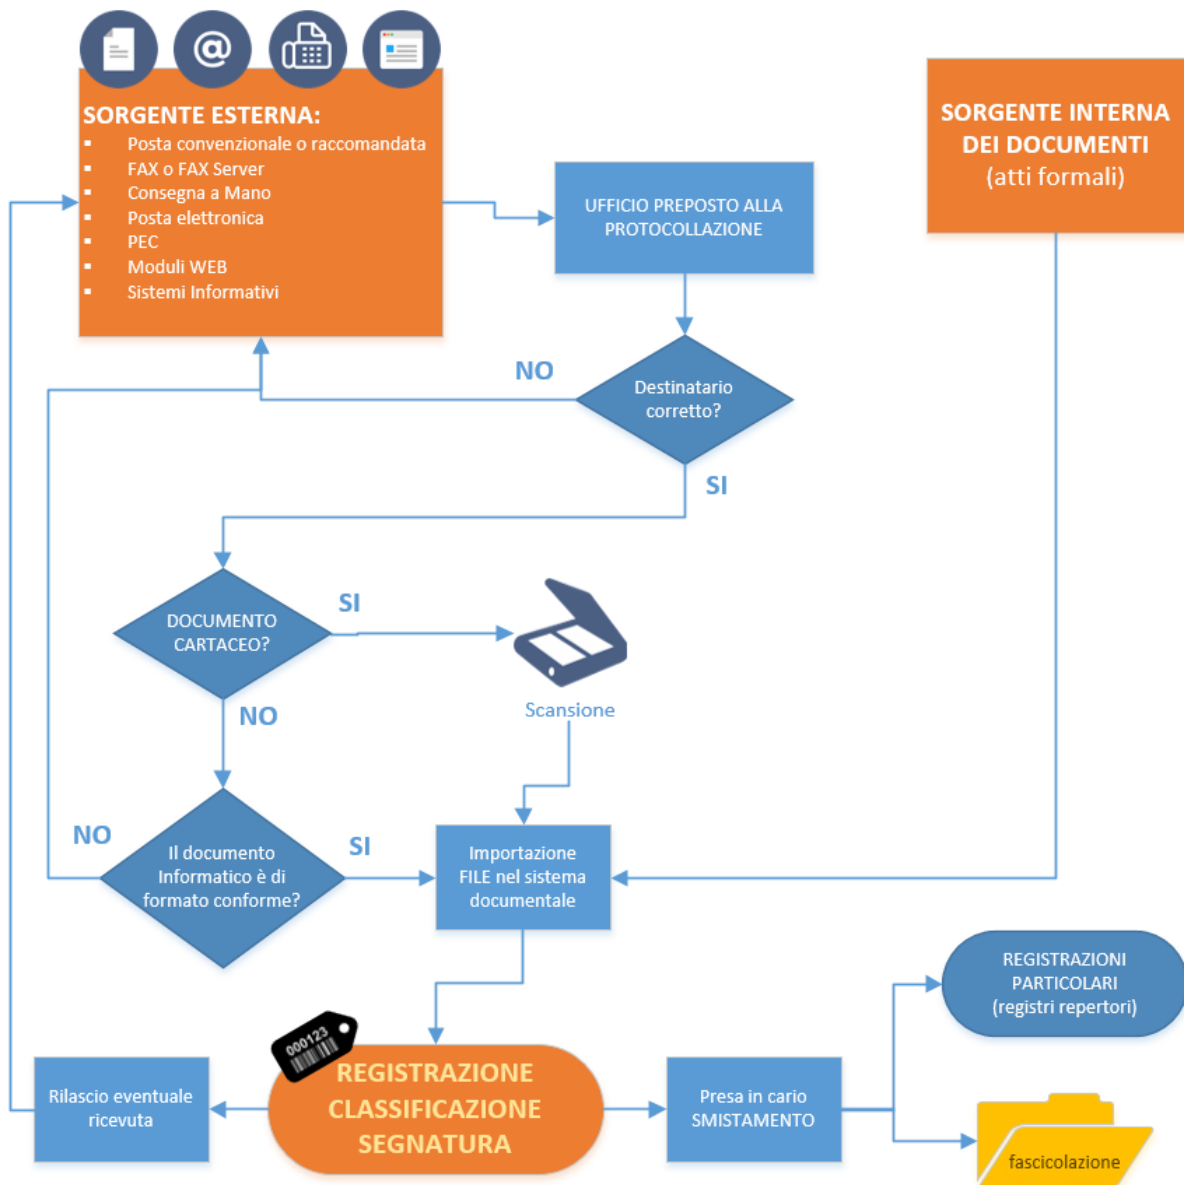 @
SORGENTE ESTERNA:
▪ Posta convenzionale o raccomandata
▪ FAX o FAX Server
▪ Consegna a Mano
▪ Posta elettronica
▪ PEC
▪ Moduli WEB
▪ Sistemi Informativi
SORGENTE INTERNA
DEI DOCUMENTI
(atti formali)
UFFICIO PREPOSTO ALLA
PROTOCOLLAZIONE
NO
Destinatario
corretto?
SI
DOCUMENTO
CARTACEO?
SI
Scansione
NO
NO
Il documento
Informatico è di
formato conforme?
SI
Importazione
FILE nel sistema
documentale
REGISTRAZIONI
PARTICOLARI
(registri repertori)
000123
REGISTRAZIONE
CLASSIFICAZIONE
SEGNATURA
Rilascio eventuale
ricevuta
Presa in cario
SMISTAMENTO
fascicolazione